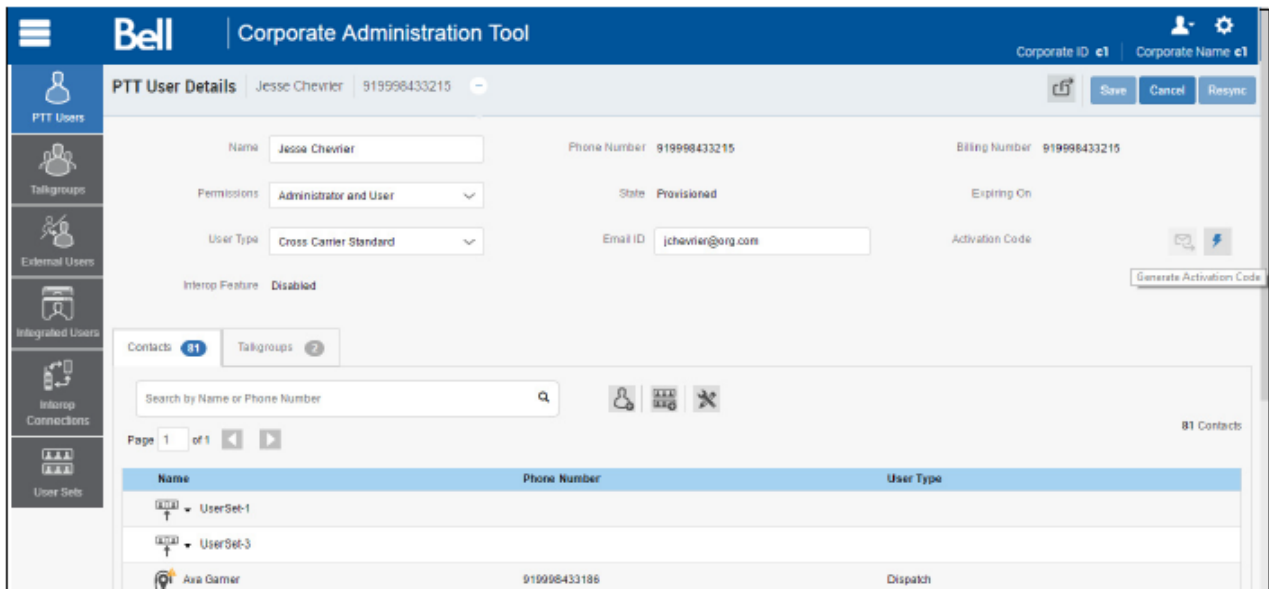 Bell
Corporate Administration Tool
Corporate ID c1
Corporate Name c1
PTT Users
Talkgroups
External Users
Integrated Users
Interop
Connections
User Sets
PTT User Details Jesse Chevrier 919998433215
Save Cancel Resync
Name Jesse Chevrier Phone Number 919998433215 Billing Number 919998433215
Permissions Administrator and User State Provisioned Expiring On
User Type Cross Carrier Standard Email ID jchevrier@org.com Activation Code
Generate Activation Code
Interop Feature Disabled
Contacts 81 Talkgroups 2
Search by Name or Phone Number
81 Contacts
Page 1 of 1
Name Phone Number User Type
UserSet-1
UserSet-3
Axa Garner 919998433186 Dispatch